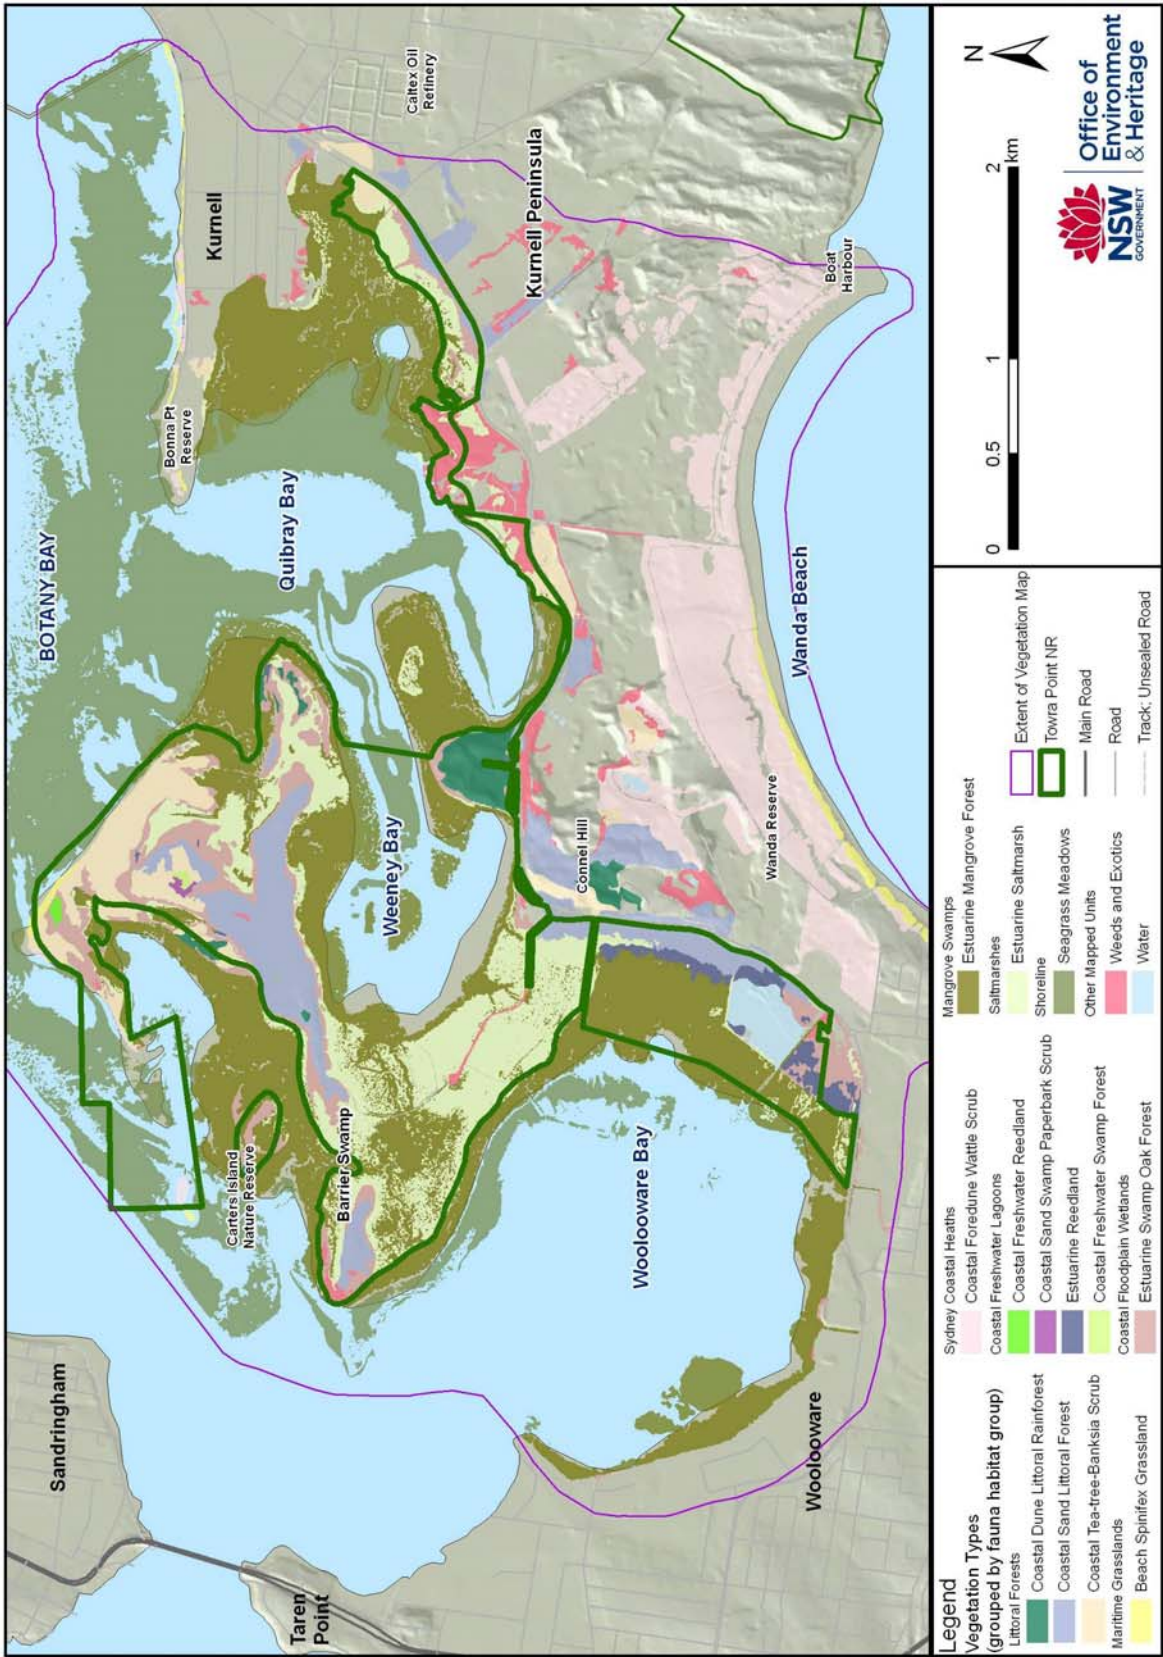 Sandringham
Taren
Point
BOTANY BAY
Carters Island
Nature Reserve
Barrier Swamp
Weeney Bay
Quibray Bay
Bonna Pt
Reserve
Kurnell
Caltex Oil
Refinery
Kurnell Peninsula
Woolooware Bay
Connel Hill
Wanda Reserve
Wanda Beach
Boat
Harbour
Woolooware
Legend
Vegetation Types
(grouped by fauna habitat group)
Littoral Forests
Coastal Dune Littoral Rainforest
Coastal Sand Littoral Forest
Coastal Tea-tree-Banksia Scrub
Maritime Grasslands
Beach Spinifex Grassland
Sydney Coastal Heaths
Coastal Foredune Wattle Scrub
Coastal Freshwater Lagoons
Coastal Freshwater Reedland
Coastal Sand Swamp Paperbark Scrub
Estuarine Reedland
Coastal Freshwater Swamp Forest
Coastal Floodplain Wetlands
Estuarine Swamp Oak Forest
Mangrove Swamps
Estuarine Mangrove Forest
Saltmarshes
Estuarine Saltmarsh
Shoreline
Seagrass Meadows
Other Mapped Units
Weeds and Exotics
Water
Extent of Vegetation Map
Towra Point NR
Main Road
Road
Track; Unsealed Road
0 0.5 1 2
km
N
NSW
GOVERNMENT
Office of
Environment
& Heritage